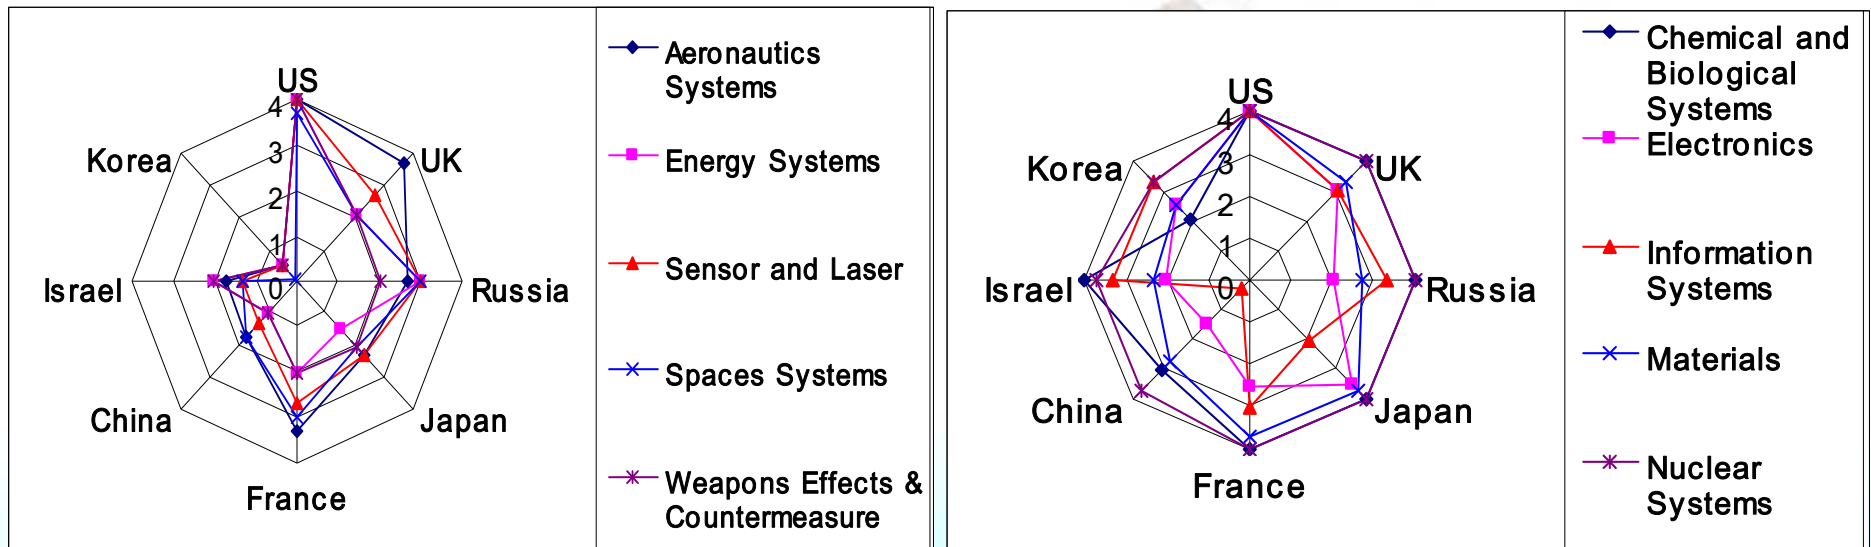 US
4
3
2
1
0
UK
Russia
Japan
France
China
Israel
Korea
Aeronautics
Systems
Energy Systems
Sensor and Laser
Spaces Systems
Weapons Effects &
Countermeasure
US
4
3
2
1
0
UK
Russia
Japan
France
China
Israel
Korea
Chemical and
Biological
Systems
Electronics
Information
Systems
Materials
Nuclear
Systems